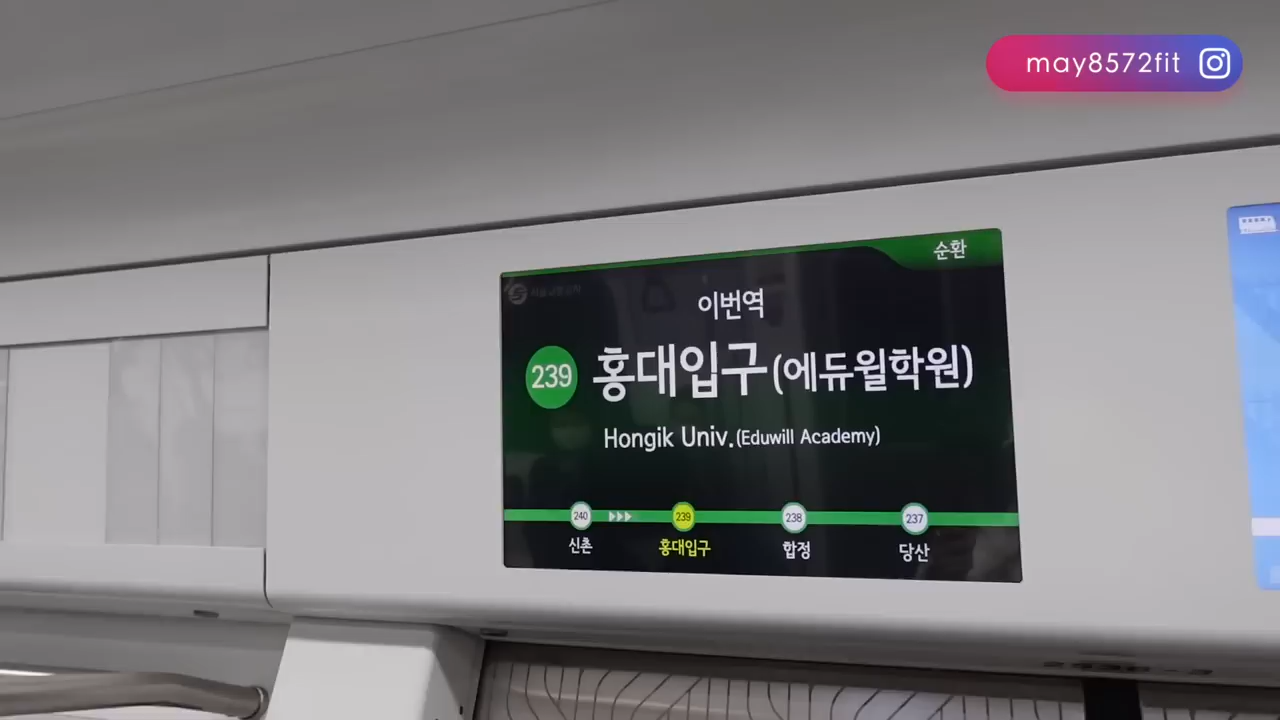 may8572fit
순환
이번역
239 홍대입구(에듀윌학원)
Hongik Univ.(Eduwill Academy)
240 239 238 237
신촌 홍대입구 합정 당산